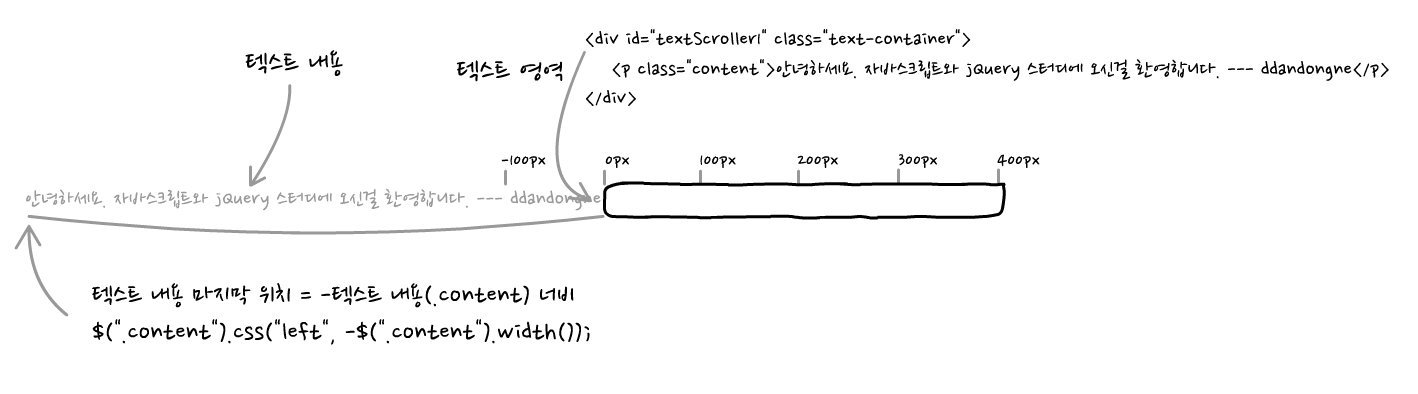 <div id="textScroller1" class="text-container">
텍스트 내용
텍스트 영역
<p class="content">안녕하세요. 자바스크립트와 jQuery 스터디에 오신걸 환영합니다. --- ddandongne</p>
</div>
-100px 0px 100px 200px 300px 400px
안녕하세요. 자바스크립트와 jQuery 스터디에 오신걸 환영합니다. --- ddandongne
텍스트 내용 마지막 위치 = -텍스트 내용(.content) 너비
$(".content").css("left", -$(".content").width());